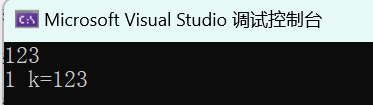 Microsoft Visual Studio 调试控制台
123
1 k=123